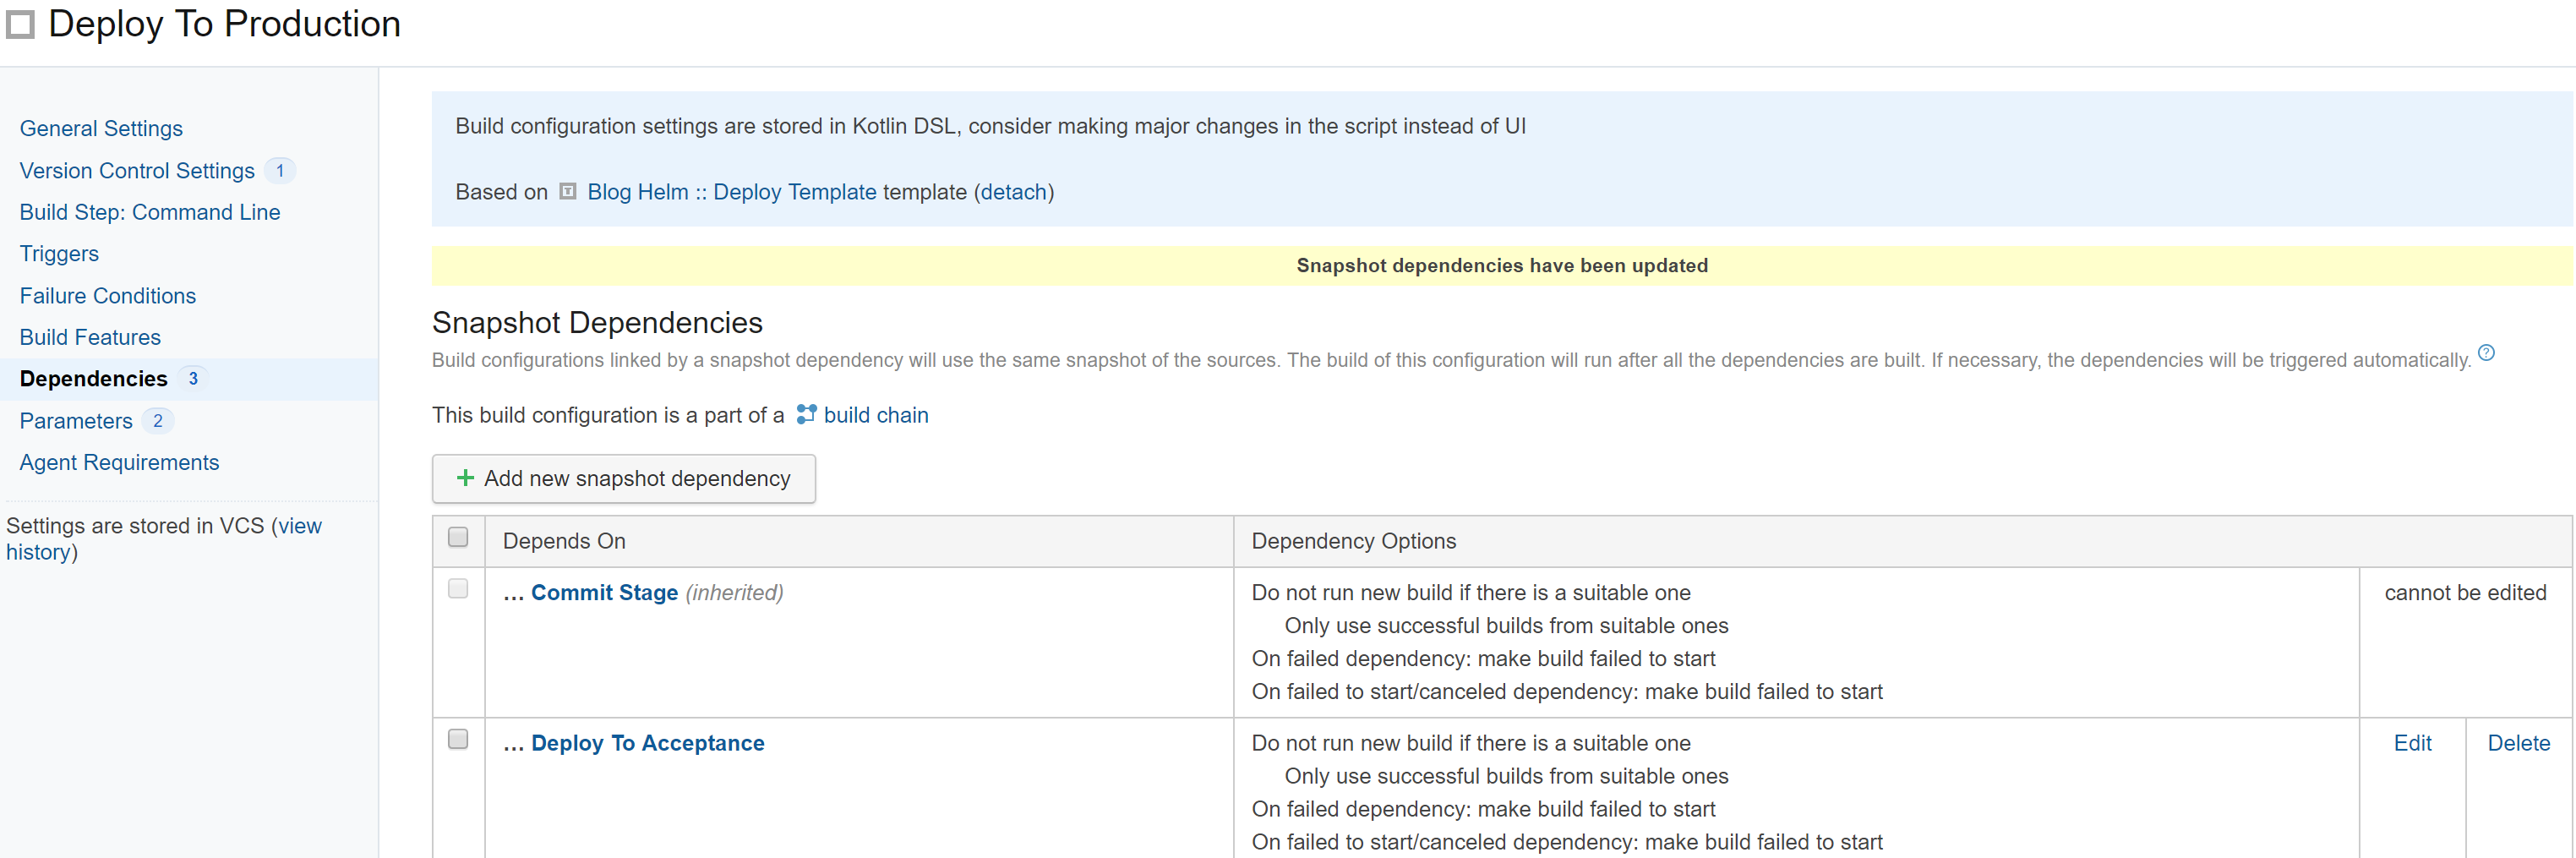 Deploy To Production
General Settings
Version Control Settings 1
Build Step: Command Line
Triggers
Failure Conditions
Build Features
Dependencies 3
Parameters 2
Agent Requirements
Settings are stored in VCS (view
history)
Build configuration settings are stored in Kotlin DSL, consider making major changes in the script instead of UI
Based on Blog Helm :: Deploy Template template (detach)
Snapshot dependencies have been updated
Snapshot Dependencies
Build configurations linked by a snapshot dependency will use the same snapshot of the sources. The build of this configuration will run after all the dependencies are built. If necessary, the dependencies will be triggered automatically. ?
This build configuration is a part of a build chain
+ Add new snapshot dependency
Depends On Dependency Options
... Commit Stage (inherited) Do not run new build if there is a suitable one cannot be edited
Only use successful builds from suitable ones
On failed dependency: make build failed to start
On failed to start/canceled dependency: make build failed to start
... Deploy To Acceptance Do not run new build if there is a suitable one Edit Delete
Only use successful builds from suitable ones
On failed dependency: make build failed to start
On failed to start/canceled dependency: make build failed to start